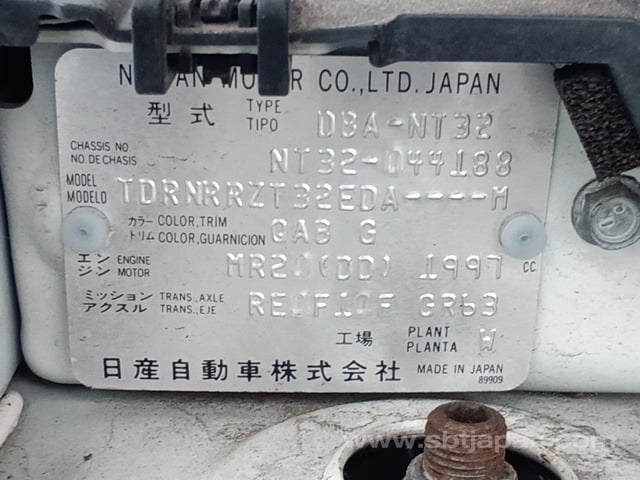 NISSAN MOTOR CO.,LTD. JAPAN
型式 TYPE TIPO DBA-NT32
CHASSIS NO. NO.DE CHASIS NT32-044188
MODEL MODELO TDRNRRZT32EDA----M
カラー COLOR,TRIM トリム COLOR,GUARNICION QAB G
エンジン ENGINE MOTOR MR20(DD) 1997 CC
ミッション TRANS.,AXLE アクスル TRANS.,EJE RE0F10F GR63
工場 PLANT PLANTA W
日産自動車株式会社 MADE IN JAPAN
89909
www.sbtjapan.com